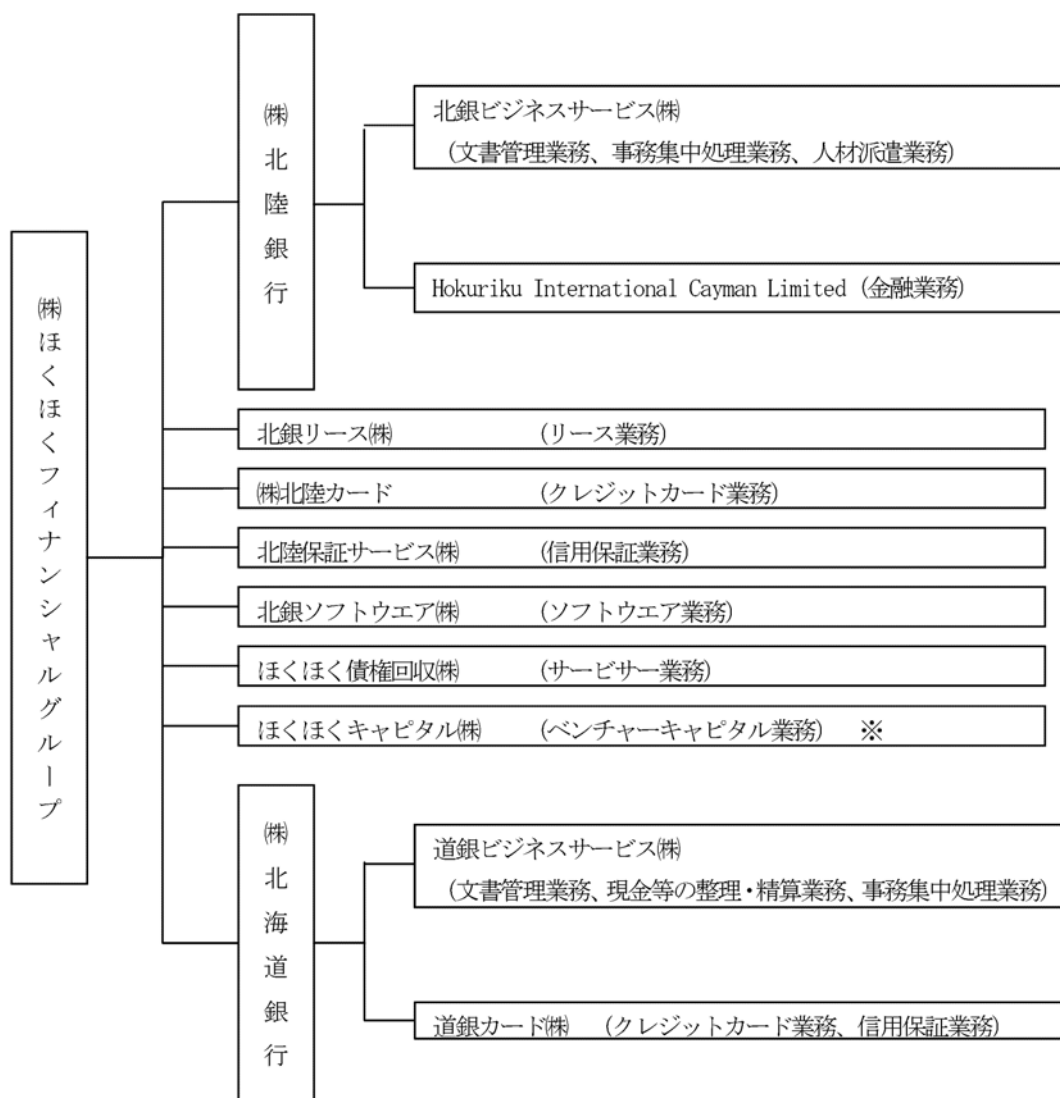 ㈱ほくほくフィナンシャルグループ
㈱北陸銀行
北銀ビジネスサービス㈱
(文書管理業務、事務集中処理業務、人材派遣業務)
Hokuriku International Cayman Limited (金融業務)
北銀リース㈱ (リース業務)
㈱北陸カード (クレジットカード業務)
北陸保証サービス㈱ (信用保証業務)
北銀ソフトウエア㈱ (ソフトウエア業務)
ほくほく債権回収㈱ (サービサー業務)
ほくほくキャピタル㈱ (ベンチャーキャピタル業務) ※
㈱北海道銀行
道銀ビジネスサービス㈱
(文書管理業務、現金等の整理・精算業務、事務集中処理業務)
道銀カード㈱ (クレジットカード業務、信用保証業務)